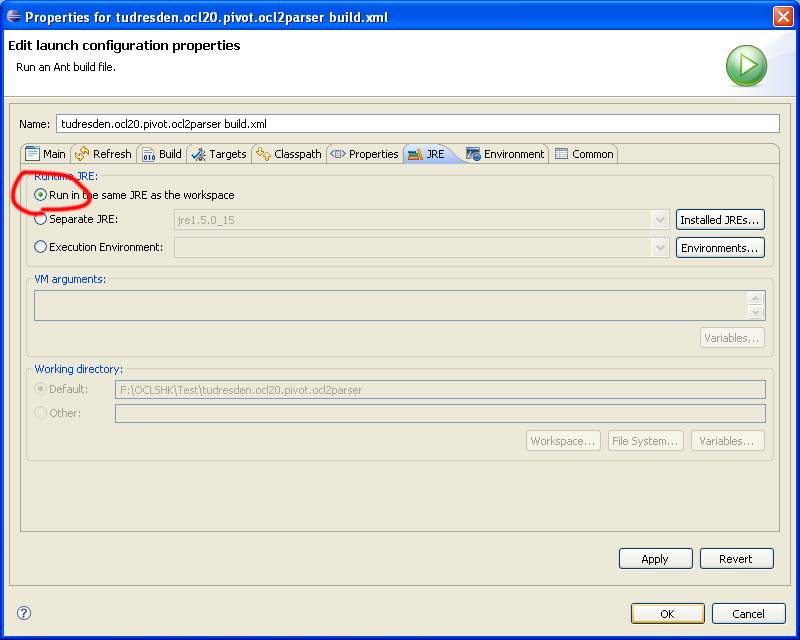 Properties for tudresden.ocl20.pivot.ocl2parser build.xml
Edit launch configuration properties
Run an Ant build file.
Name: tudresden.ocl20.pivot.ocl2parser build.xml
Main Refresh Build Targets Classpath Properties JRE Environment Common
Runtime JRE:
Run in the same JRE as the workspace
Separate JRE: jre1.5.0_15 Installed JREs...
Execution Environment: Environments...
VM arguments:
Variables...
Working directory:
Default: F:\OCLSHK\Test\tudresden.ocl20.pivot.ocl2parser
Other:
Workspace... File System... Variables...
Apply Revert
OK Cancel